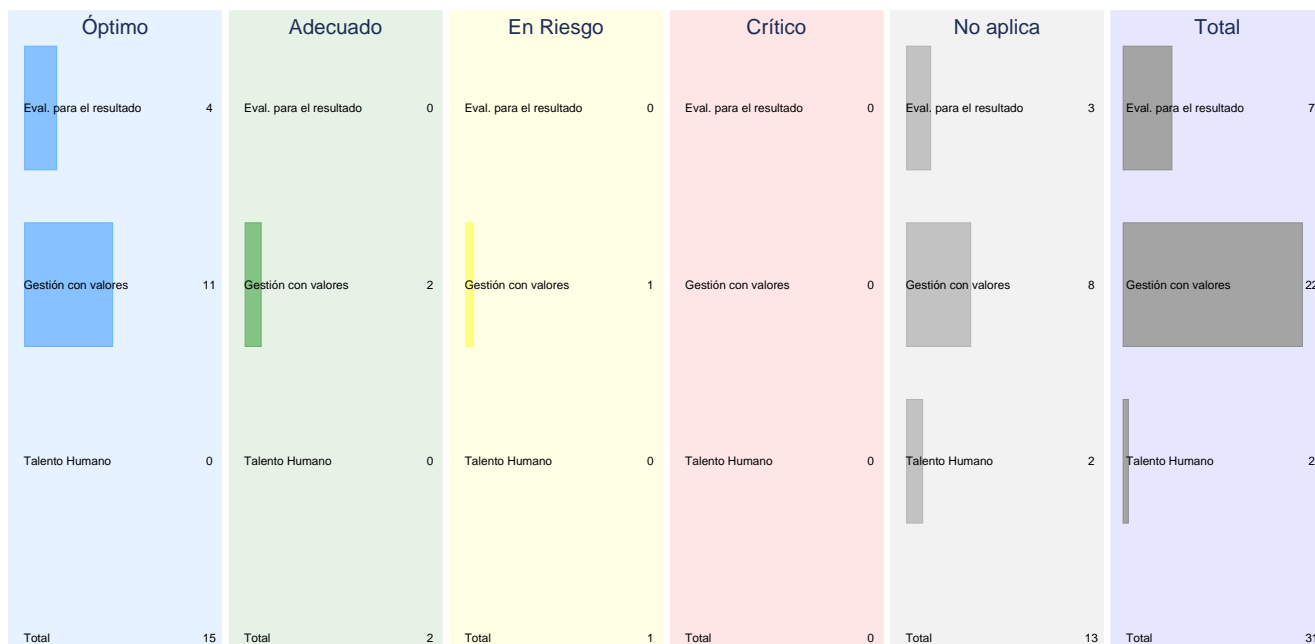 Óptimo Adecuado En Riesgo Crítico No aplica Total
Eval. para el resultado 4 Eval. para el resultado 0 Eval. para el resultado 0 Eval. para el resultado 0 Eval. para el resultado 3 Eval. para el resultado 7
Gestión con valores 11 Gestión con valores 2 Gestión con valores 1 Gestión con valores 0 Gestión con valores 8 Gestión con valores 22
Talento Humano 0 Talento Humano 0 Talento Humano 0 Talento Humano 0 Talento Humano 2 Talento Humano 2
Total 15 Total 2 Total 1 Total 0 Total 13 Total 31